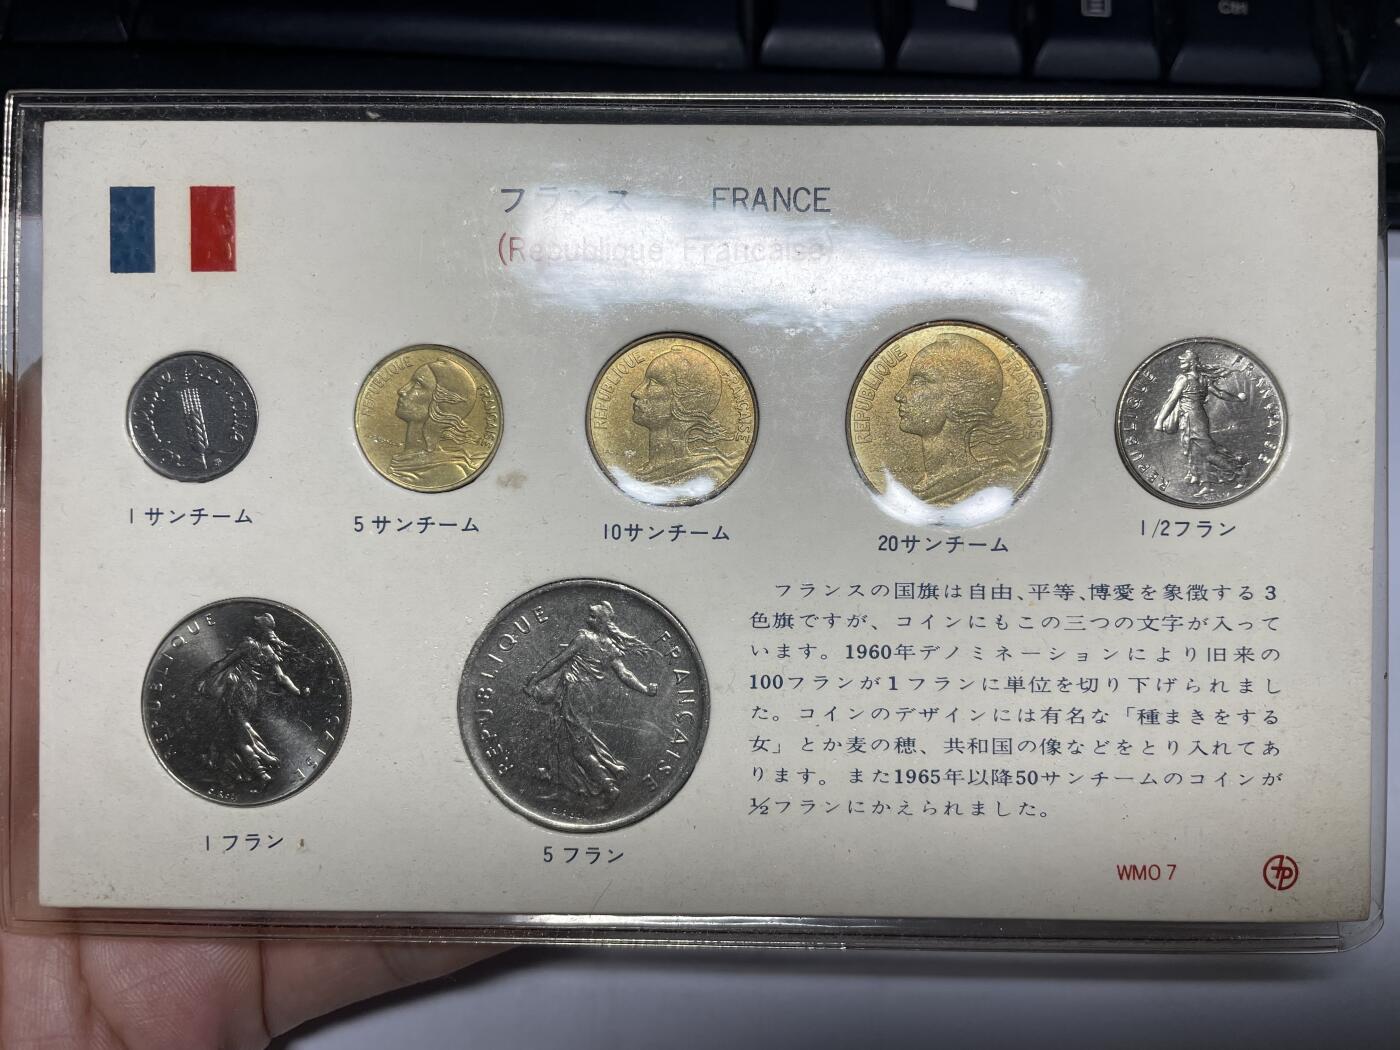 フランス FRANCE
(Republique Francaise)
REPUBLIQUE FRANÇAISE
REPUBLIQUE FRANÇAISE
REPUBLIQUE FRANÇAISE
REPUBLIQUE FRANÇAISE
1サンチーム
5サンチーム
10サンチーム
20サンチーム
1/2フラン
REPUBLIQUE
REPUBLIQUE FRANÇAISE
1フラン
5フラン
フランスの国旗は自由、平等、博愛を象徴する3
色旗ですが、コインにもこの三つの文字が入って
います。1960年デノミネーションにより旧来の
100フランが1フランに単位を切り下げられまし
た。コインのデザインには有名な「種まきをする
女」とか麦の穂、共和国の像などをとり入れてあ
ります。また1965年以降50サンチームのコインが
½フランにかえられました。
WMO 7